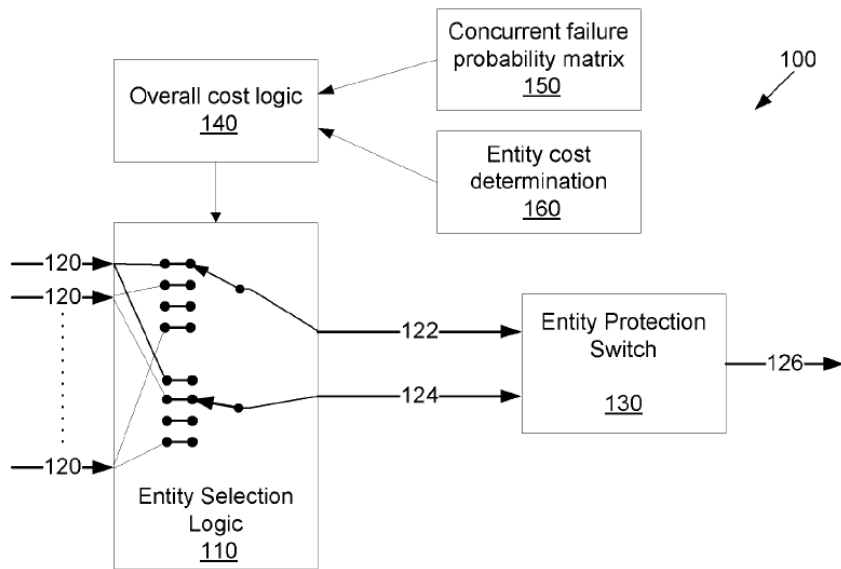 Concurrent failure
probability matrix
150
100
Overall cost logic
140
Entity cost
determination
160
120
120
122
Entity Protection
Switch
126
124
130
120
Entity Selection
Logic
110